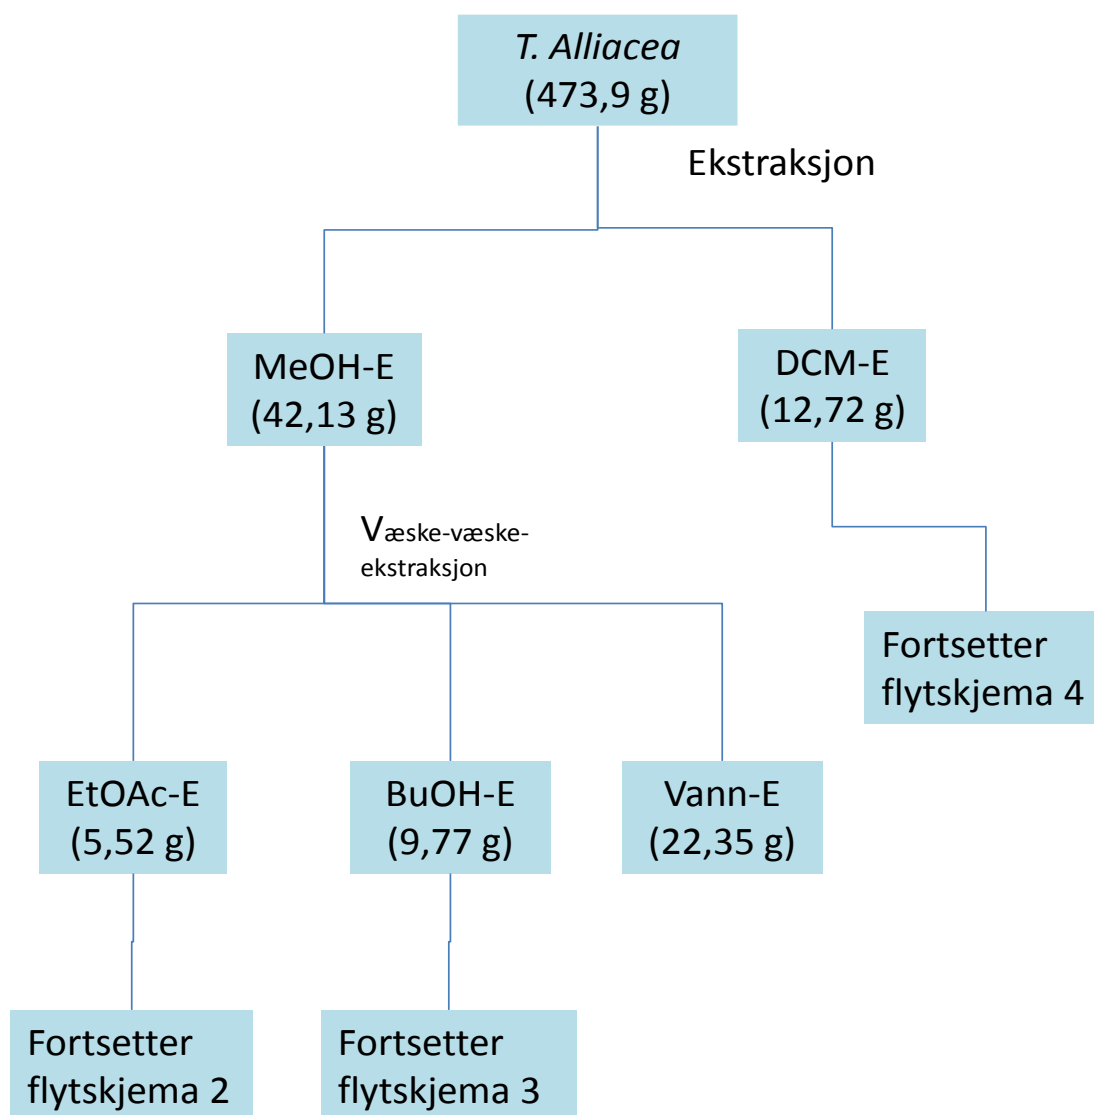 T. Alliacea
(473,9 g)
Ekstraksjon
MeOH-E
(42,13 g)
DCM-E
(12,72 g)
Væske-væske-
ekstraksjon
Fortsetter
flytskjema 4
EtOAc-E
(5,52 g)
BuOH-E
(9,77 g)
Vann-E
(22,35 g)
Fortsetter
flytskjema 2
Fortsetter
flytskjema 3